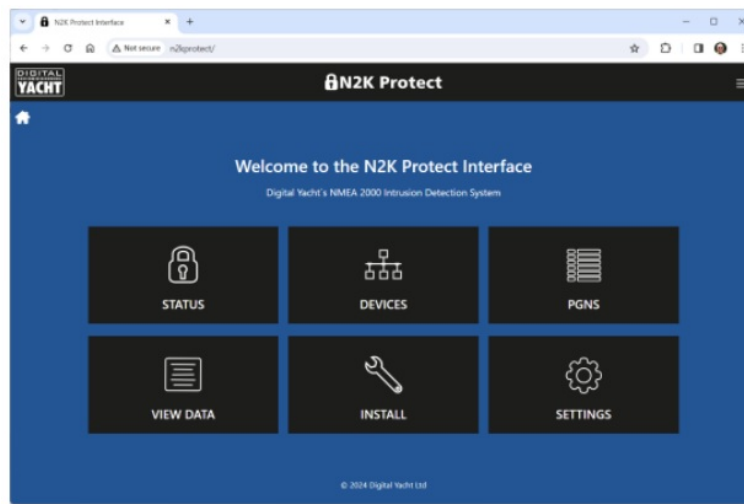 N2K Protect Interface
Not secure n2kprotect/
DIGITAL
YACHT
N2K Protect
Welcome to the N2K Protect Interface
Digital Yacht's NMEA 2000 Intrusion Detection System
STATUS
DEVICES
PGNS
VIEW DATA
INSTALL
SETTINGS
© 2024 Digital Yacht Ltd